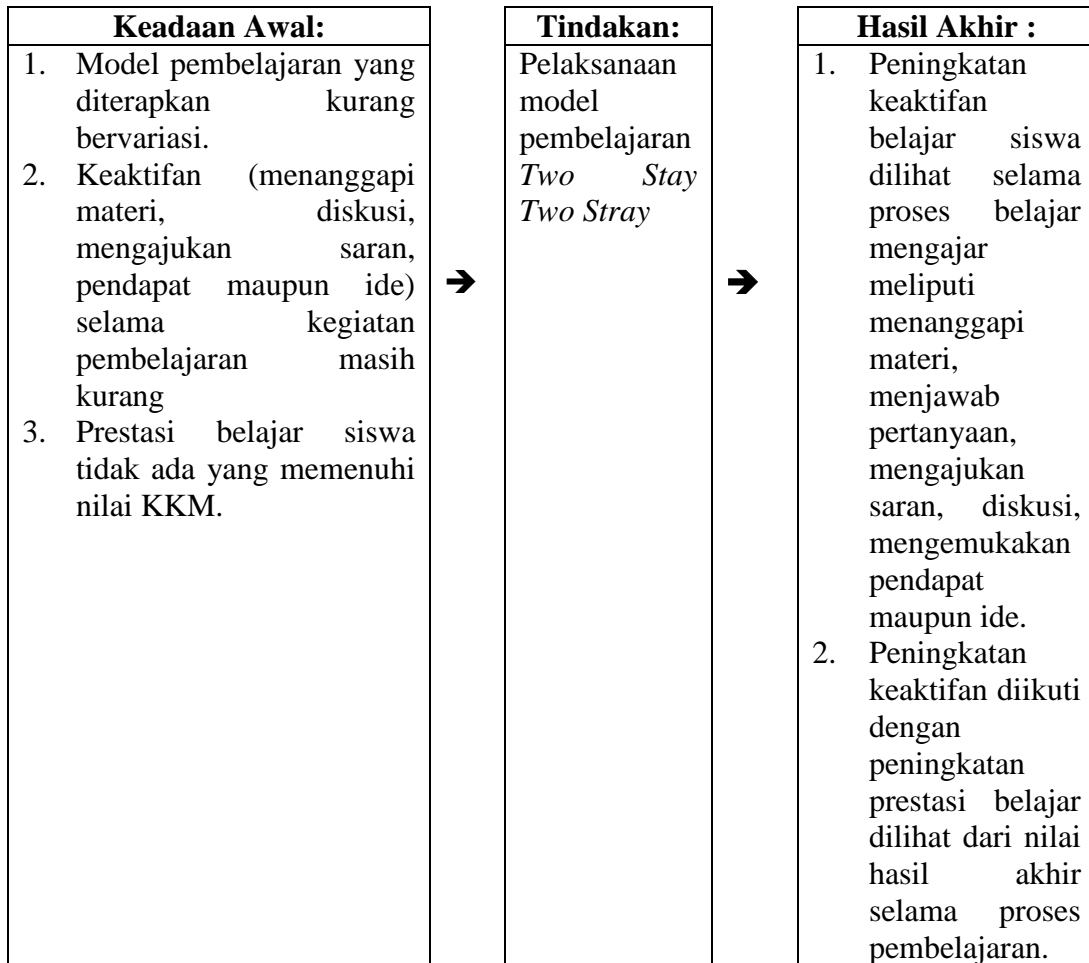 Keadaan Awal:
1. Model pembelajaran yang
diterapkan kurang
bervariasi.
2. Keaktifan (menanggapi
materi, diskusi,
mengajukan saran,
pendapat maupun ide)
selama kegiatan
pembelajaran masih
kurang
3. Prestasi belajar siswa
tidak ada yang memenuhi
nilai KKM.
➔
Tindakan:
Pelaksanaan
model
pembelajaran
Two Stay
Two Stray
➔
Hasil Akhir :
1. Peningkatan
keaktifan
belajar siswa
dilihat selama
proses belajar
mengajar
meliputi
menanggapi
materi,
menjawab
pertanyaan,
mengajukan
saran, diskusi,
mengemukakan
pendapat
maupun ide.
2. Peningkatan
keaktifan diikuti
dengan
peningkatan
prestasi belajar
dilihat dari nilai
hasil akhir
selama proses
pembelajaran.